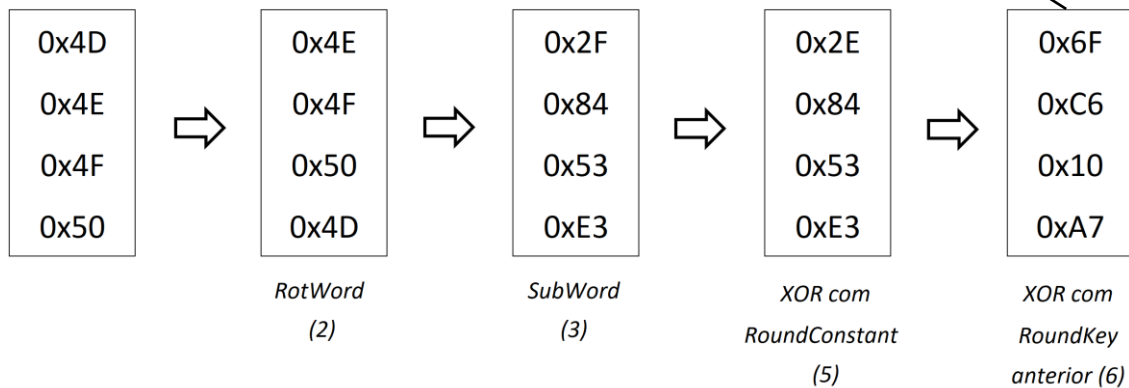 0x4D
0x4E
0x4F
0x50
0x4E
0x4F
0x50
0x4D
RotWord
(2)
0x2F
0x84
0x53
0xE3
SubWord
(3)
0x2E
0x84
0x53
0xE3
XOR com
RoundConstant
(5)
0x6F
0xC6
0x10
0xA7
XOR com
RoundKey
anterior (6)